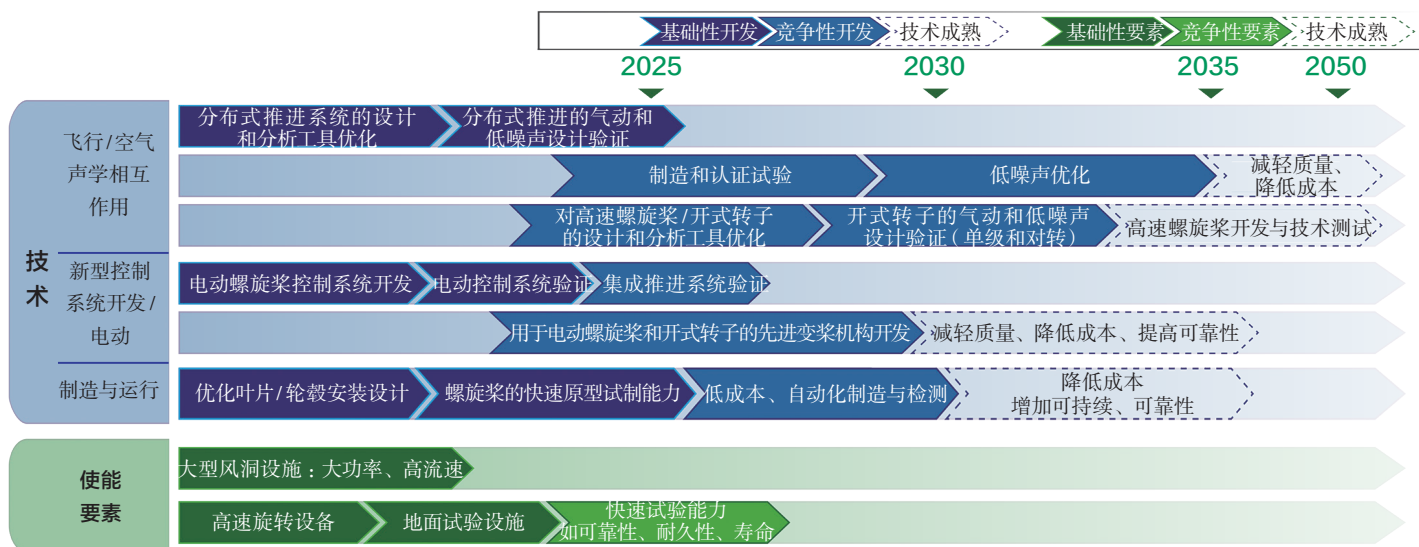 基础性开发
竞争性开发
技术成熟
基础性要素
竞争性要素
技术成熟
2025
2030
2035
2050
技术
飞行/空气
声学相互
作用
分布式推进系统的设计
和分析工具优化
分布式推进的气动和
低噪声设计验证
制造和认证试验
低噪声优化
减轻质量、
降低成本
对高速螺旋桨/开式转子
的设计和分析工具优化
开式转子的气动和低噪声
设计验证(单级和对转)
高速螺旋桨开发与技术测试
新型控制
系统开发/
电动
电动螺旋桨控制系统开发
电动控制系统验证
集成推进系统验证
用于电动螺旋桨和开式转子的先进变桨机构开发
减轻质量、降低成本、提高可靠性
制造与运行
优化叶片/轮毂安装设计
螺旋桨的快速原型试制能力
低成本、自动化制造与检测
降低成本
增加可持续、可靠性
使能
要素
大型风洞设施:大功率、高流速
高速旋转设备
地面试验设施
快速试验能力
如可靠性、耐久性、寿命